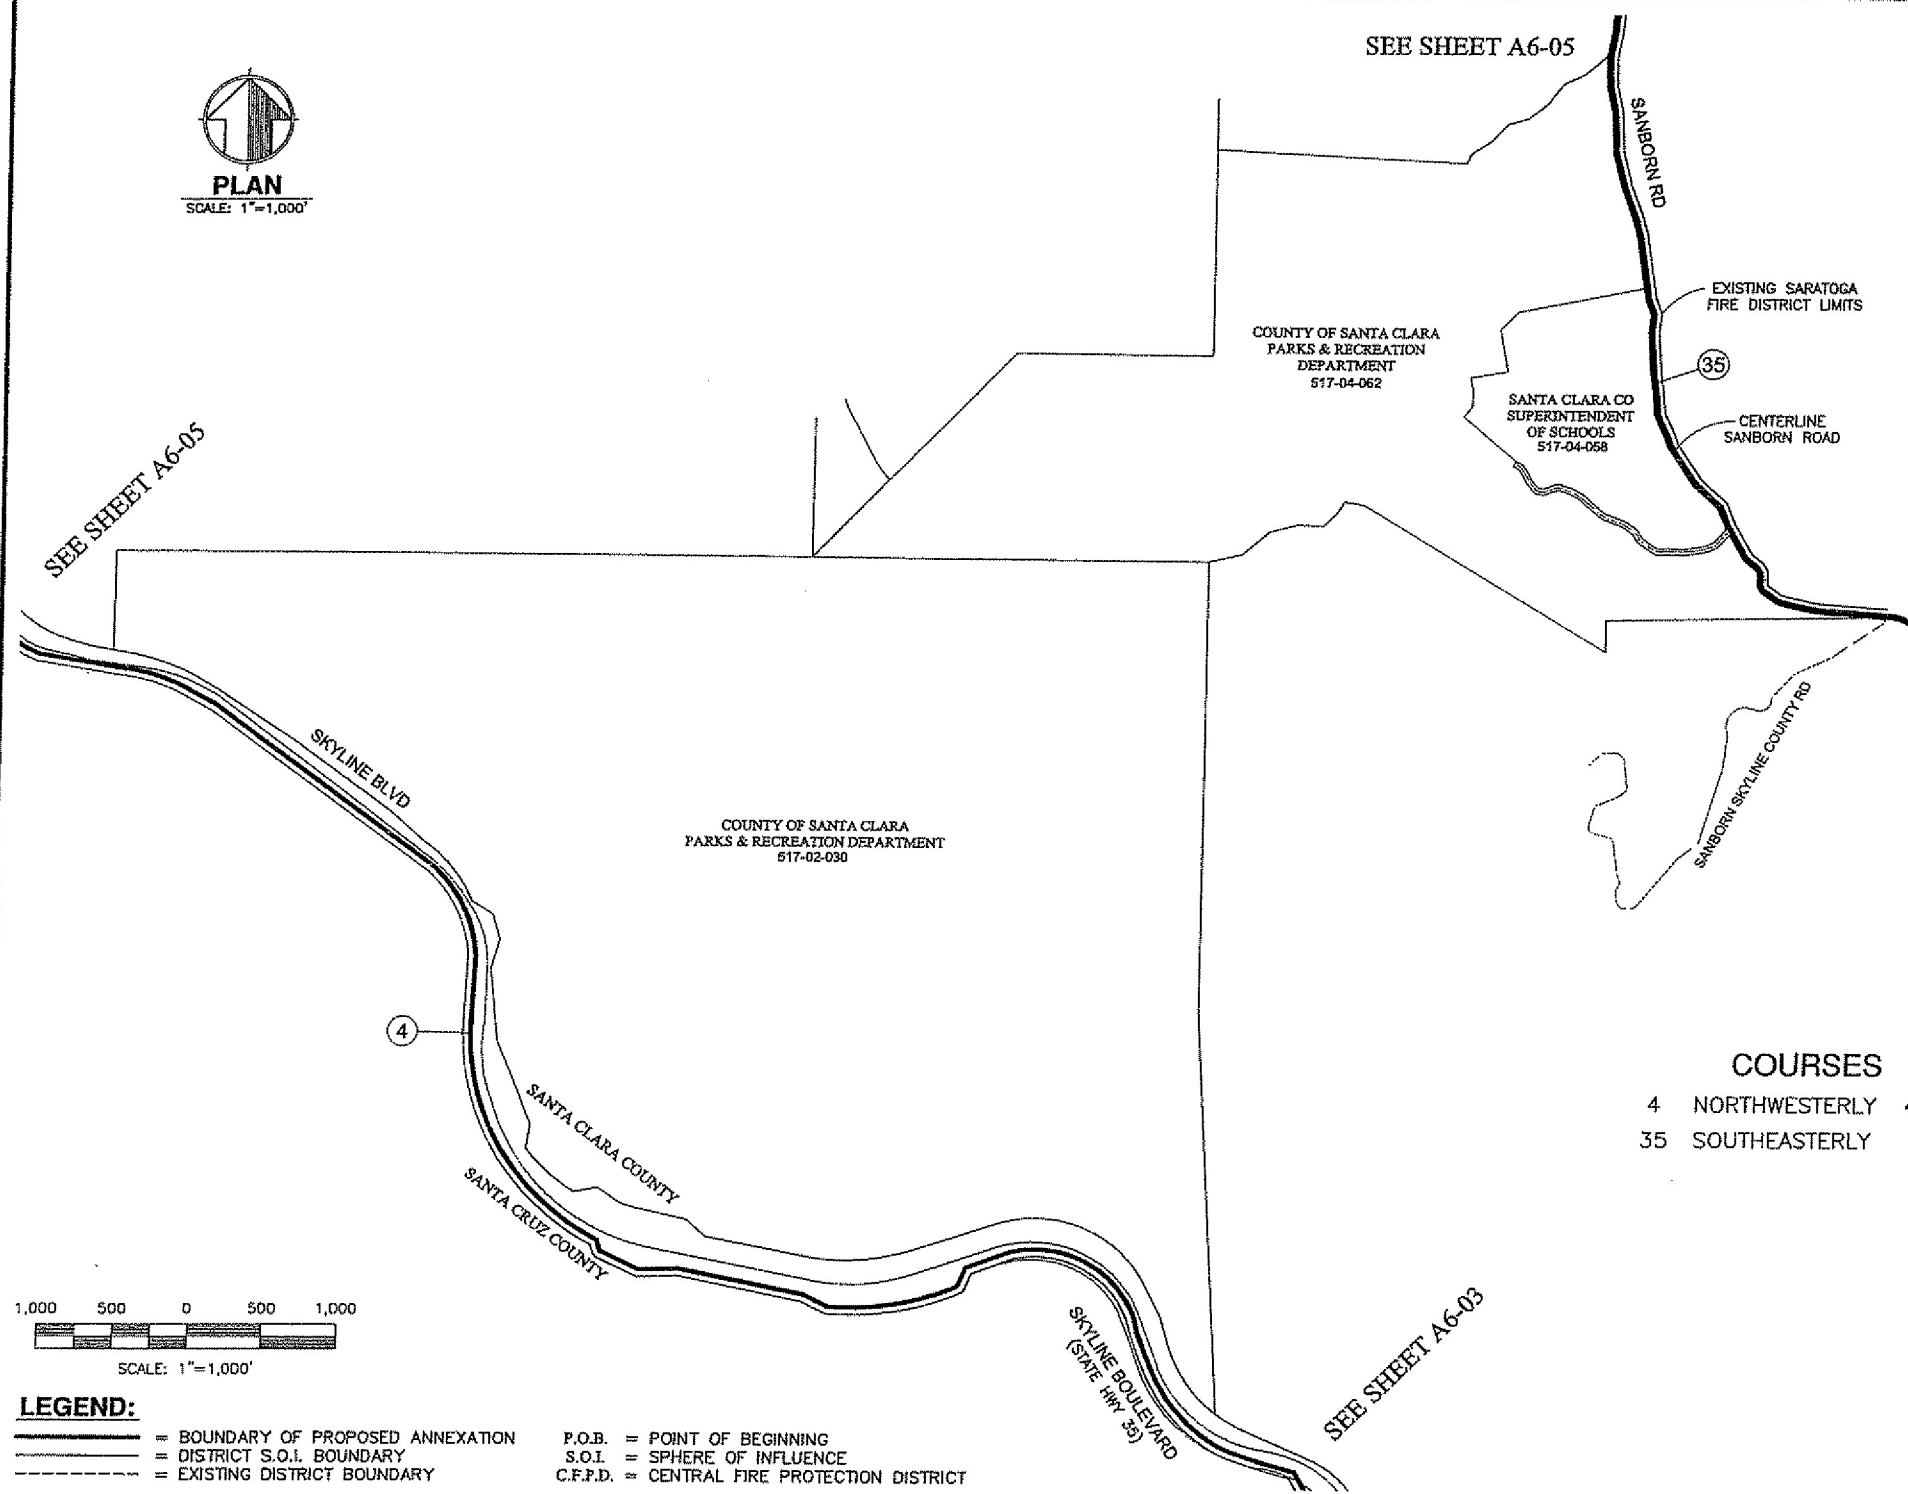 SEE SHEET A6-05
PLAN
SCALE: 1"=1,000'
SANBORN RD
EXISTING SARATOGA
FIRE DISTRICT LIMITS
COUNTY OF SANTA CLARA
PARKS & RECREATION
DEPARTMENT
517-04-062
35
SANTA CLARA CO
SUPERINTENDENT
OF SCHOOLS
517-04-058
CENTERLINE
SANBORN ROAD
SEE SHEET A6-05
SKYLINE BLVD
SANBORN SKYLINE COUNTY RD
COUNTY OF SANTA CLARA
PARKS & RECREATION DEPARTMENT
517-02-030
4
COURSES
4 NORTHWESTERLY
35 SOUTHEASTERLY
SANTA CLARA COUNTY
SANTA CRUZ COUNTY
1,000 500 0 500 1,000
SCALE: 1"=1,000'
SKYLINE BOULEVARD
(STATE HWY 35)
SEE SHEET A6-03
LEGEND:
= BOUNDARY OF PROPOSED ANNEXATION
= DISTRICT S.O.I. BOUNDARY
= EXISTING DISTRICT BOUNDARY
P.O.B. = POINT OF BEGINNING
S.O.I. = SPHERE OF INFLUENCE
C.F.P.D. = CENTRAL FIRE PROTECTION DISTRICT